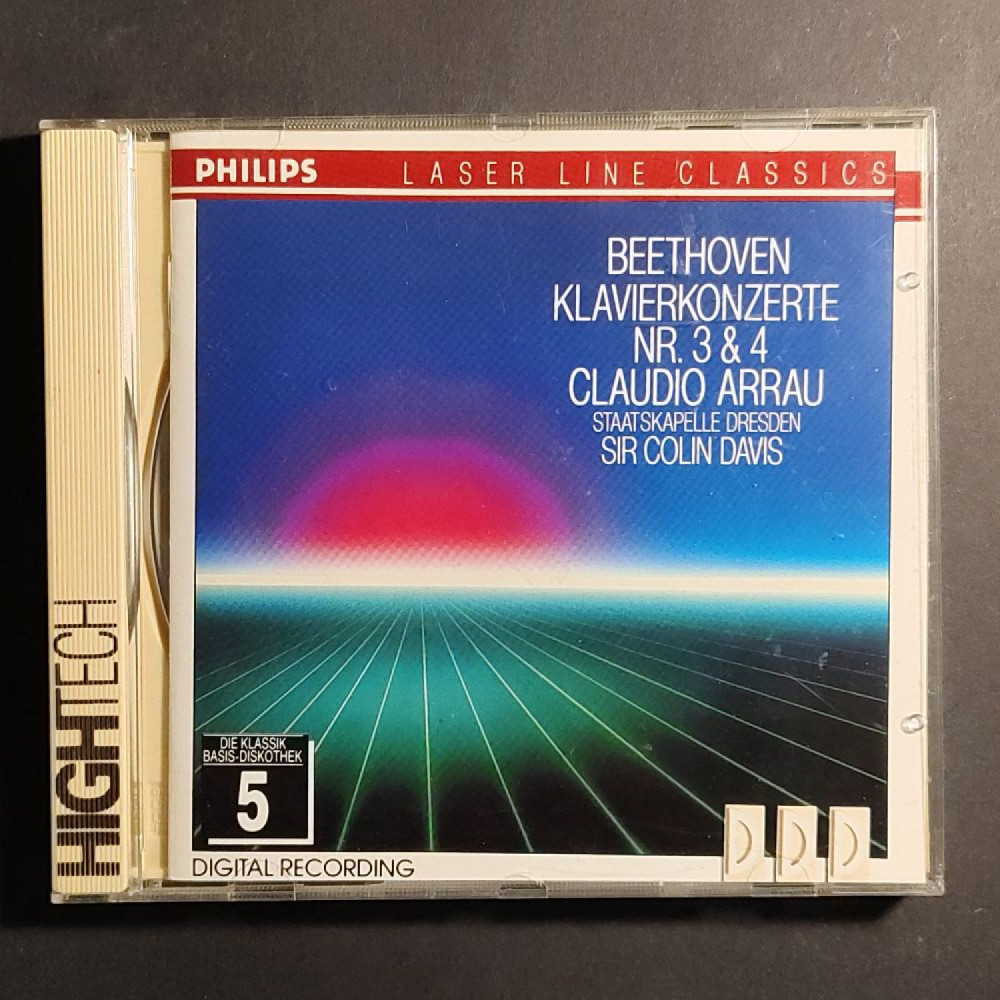 PHILIPS LASER LINE CLASSICS
BEETHOVEN
KLAVIERKONZERTE
NR. 3 & 4
CLAUDIO ARRAU
STAATSKAPELLE DRESDEN
SIR COLIN DAVIS
HIGHTECH
DIE KLASSIK
BASIS-DISKOTHEK
5
D D D
DIGITAL RECORDING